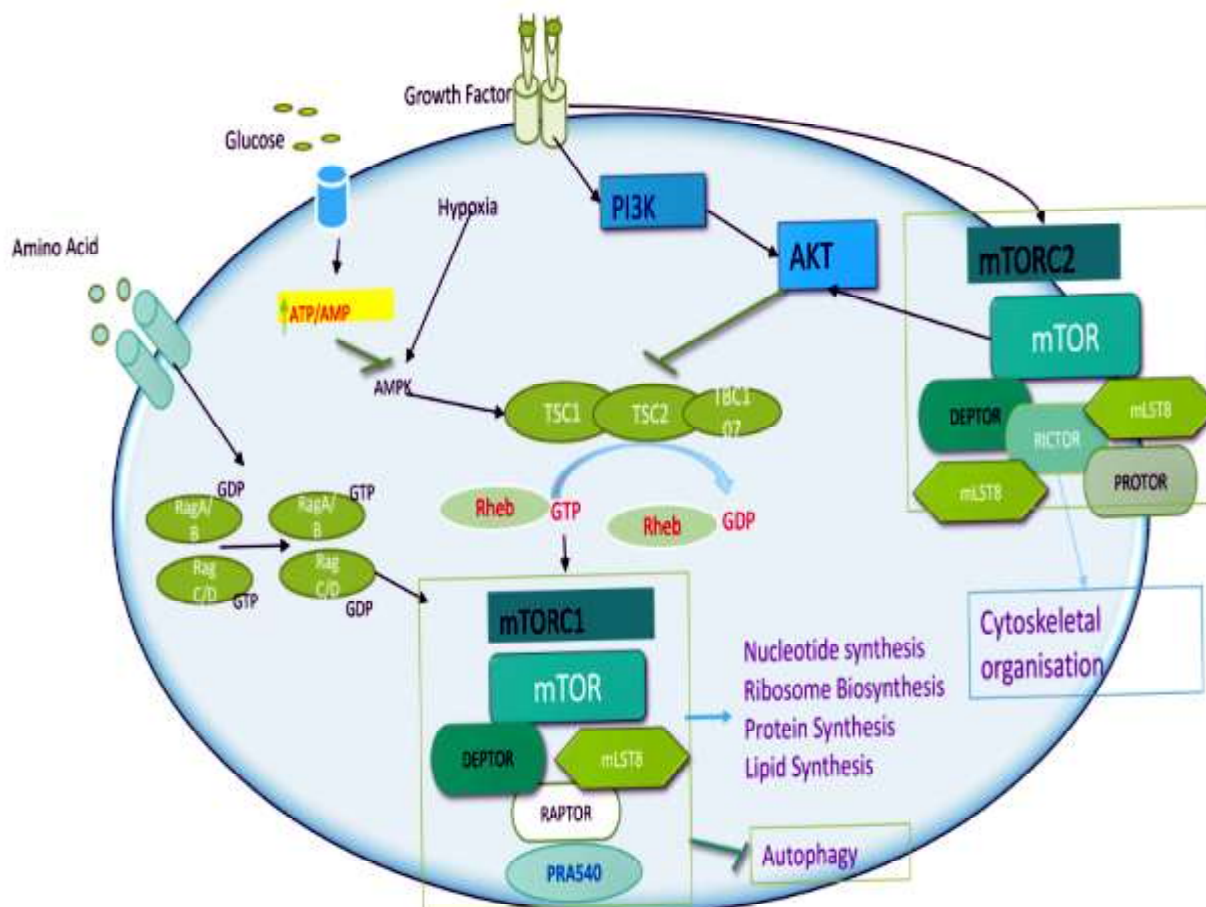 Growth Factor
Glucose
Hypoxia
PI3K
Amino Acid
AKT
mTORC2
ATP/AMP
mTOR
AMPK
TSC1
TSC2
TBC1
07
DEPTOR
mLST8
RICTOR
mLST8
PROTOR
GDP
GTP
RagA/
B
RagA/
B
Rag
C/D
GTP
Rag
C/D
GDP
Rheb
GTP
Rheb
GDP
mTORC1
mTOR
DEPTOR
mLST8
RAPTOR
PRA540
Nucleotide synthesis
Ribosome Biosynthesis
Protein Synthesis
Lipid Synthesis
Cytoskeletal
organisation
Autophagy